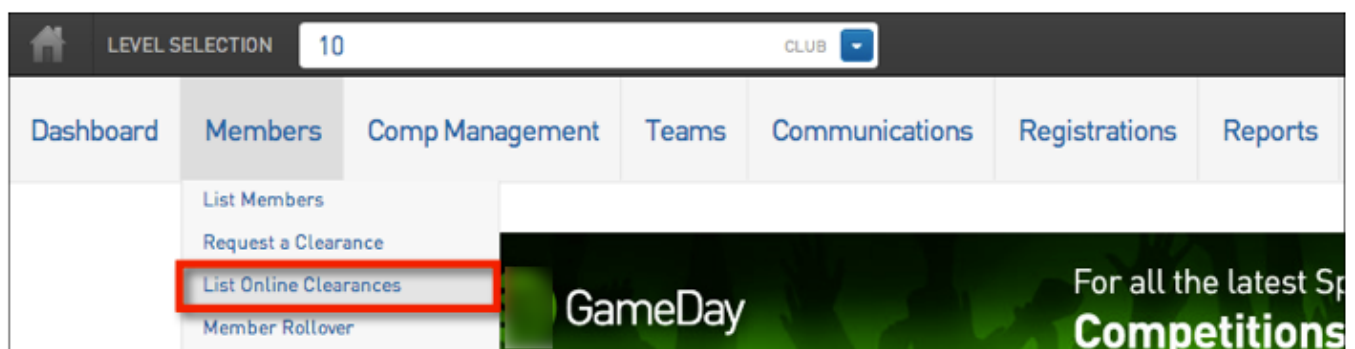 LEVEL SELECTION 10 CLUB
Dashboard Members Comp Management Teams Communications Registrations Reports
List Members
Request a Clearance
List Online Clearances
Member Rollover
GameDay
For all the latest
Competitions